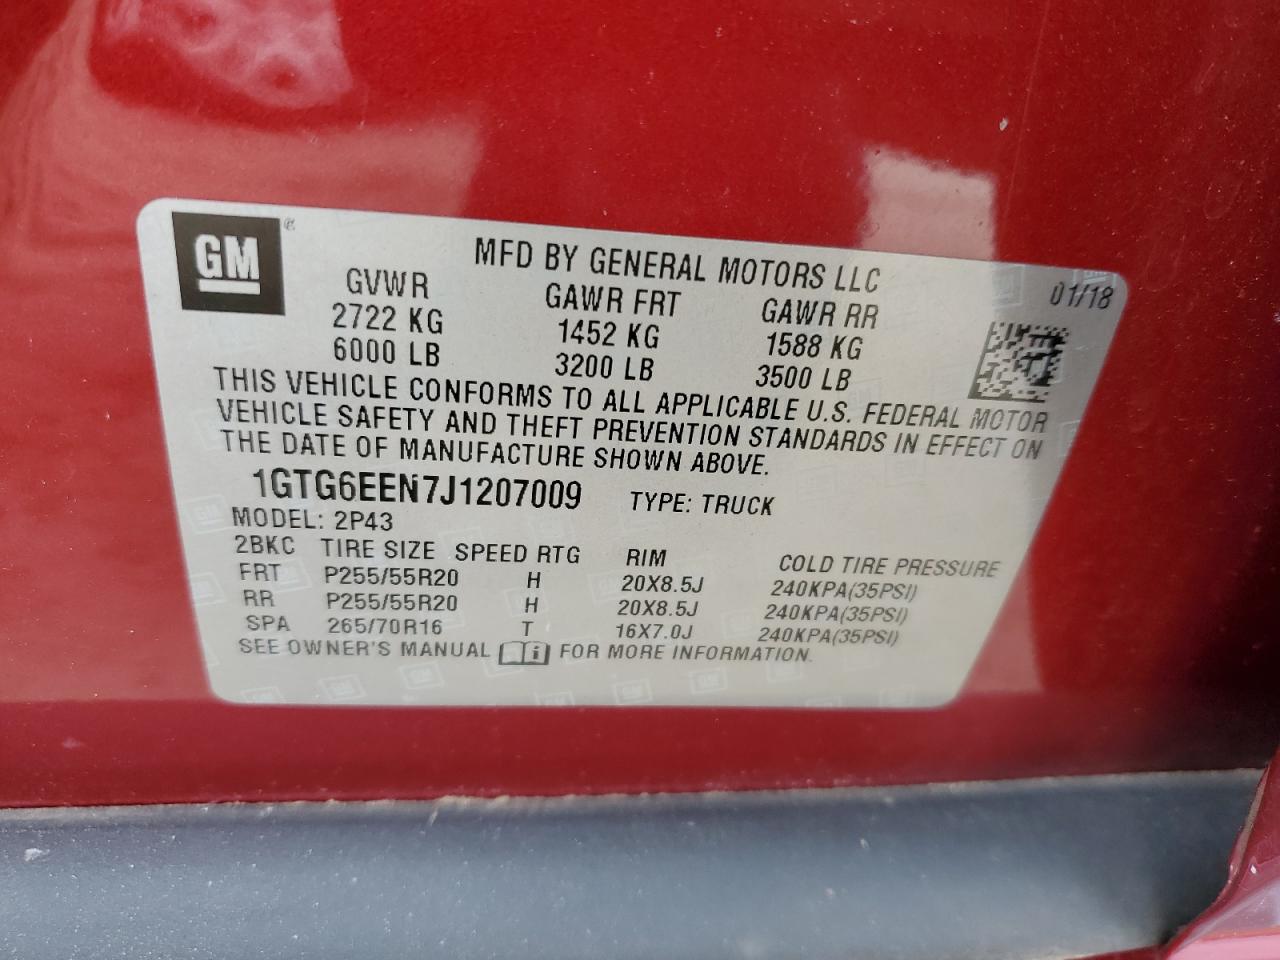 GM ®
MFD BY GENERAL MOTORS LLC
01/18
GVWR GAWR FRT GAWR RR
2722 KG 1452 KG 1588 KG
6000 LB 3200 LB 3500 LB
THIS VEHICLE CONFORMS TO ALL APPLICABLE U.S. FEDERAL MOTOR
VEHICLE SAFETY AND THEFT PREVENTION STANDARDS IN EFFECT ON
THE DATE OF MANUFACTURE SHOWN ABOVE.
1GTG6EEN7J1207009 TYPE: TRUCK
MODEL: 2P43
2BKC TIRE SIZE SPEED RTG RIM COLD TIRE PRESSURE
FRT P255/55R20 H 20X8.5J 240KPA(35PSI)
RR P255/55R20 H 20X8.5J 240KPA(35PSI)
SPA 265/70R16 T 16X7.0J 240KPA(35PSI)
SEE OWNER'S MANUAL i FOR MORE INFORMATION.